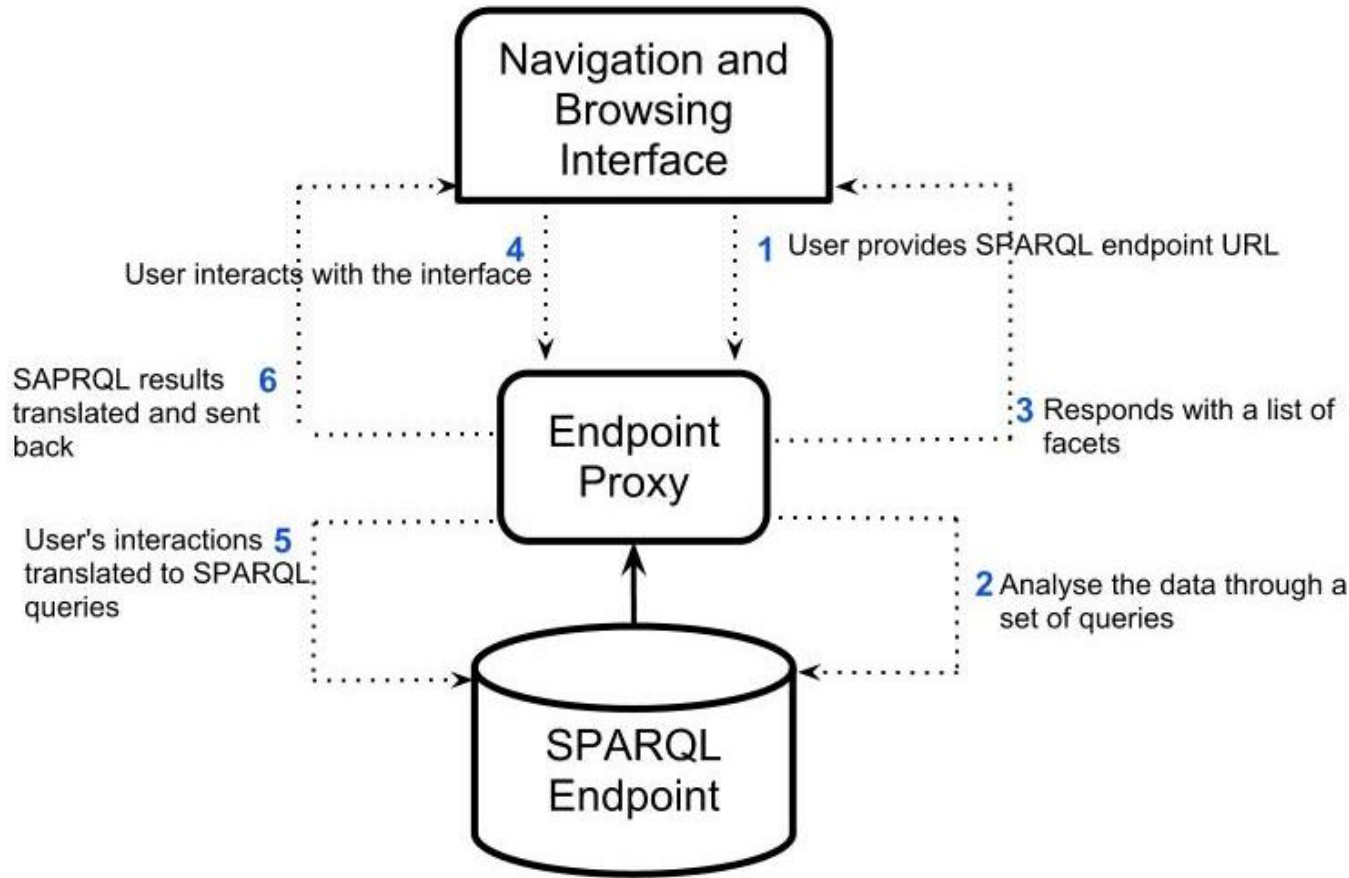 Navigation and
Browsing
Interface
4
User interacts with the interface
1 User provides SPARQL endpoint URL
SAPRQL results 6
translated and sent
back
Endpoint
Proxy
3 Responds with a list of
facets
User's interactions 5
translated to SPARQL
queries
2 Analyse the data through a
set of queries
SPARQL
Endpoint